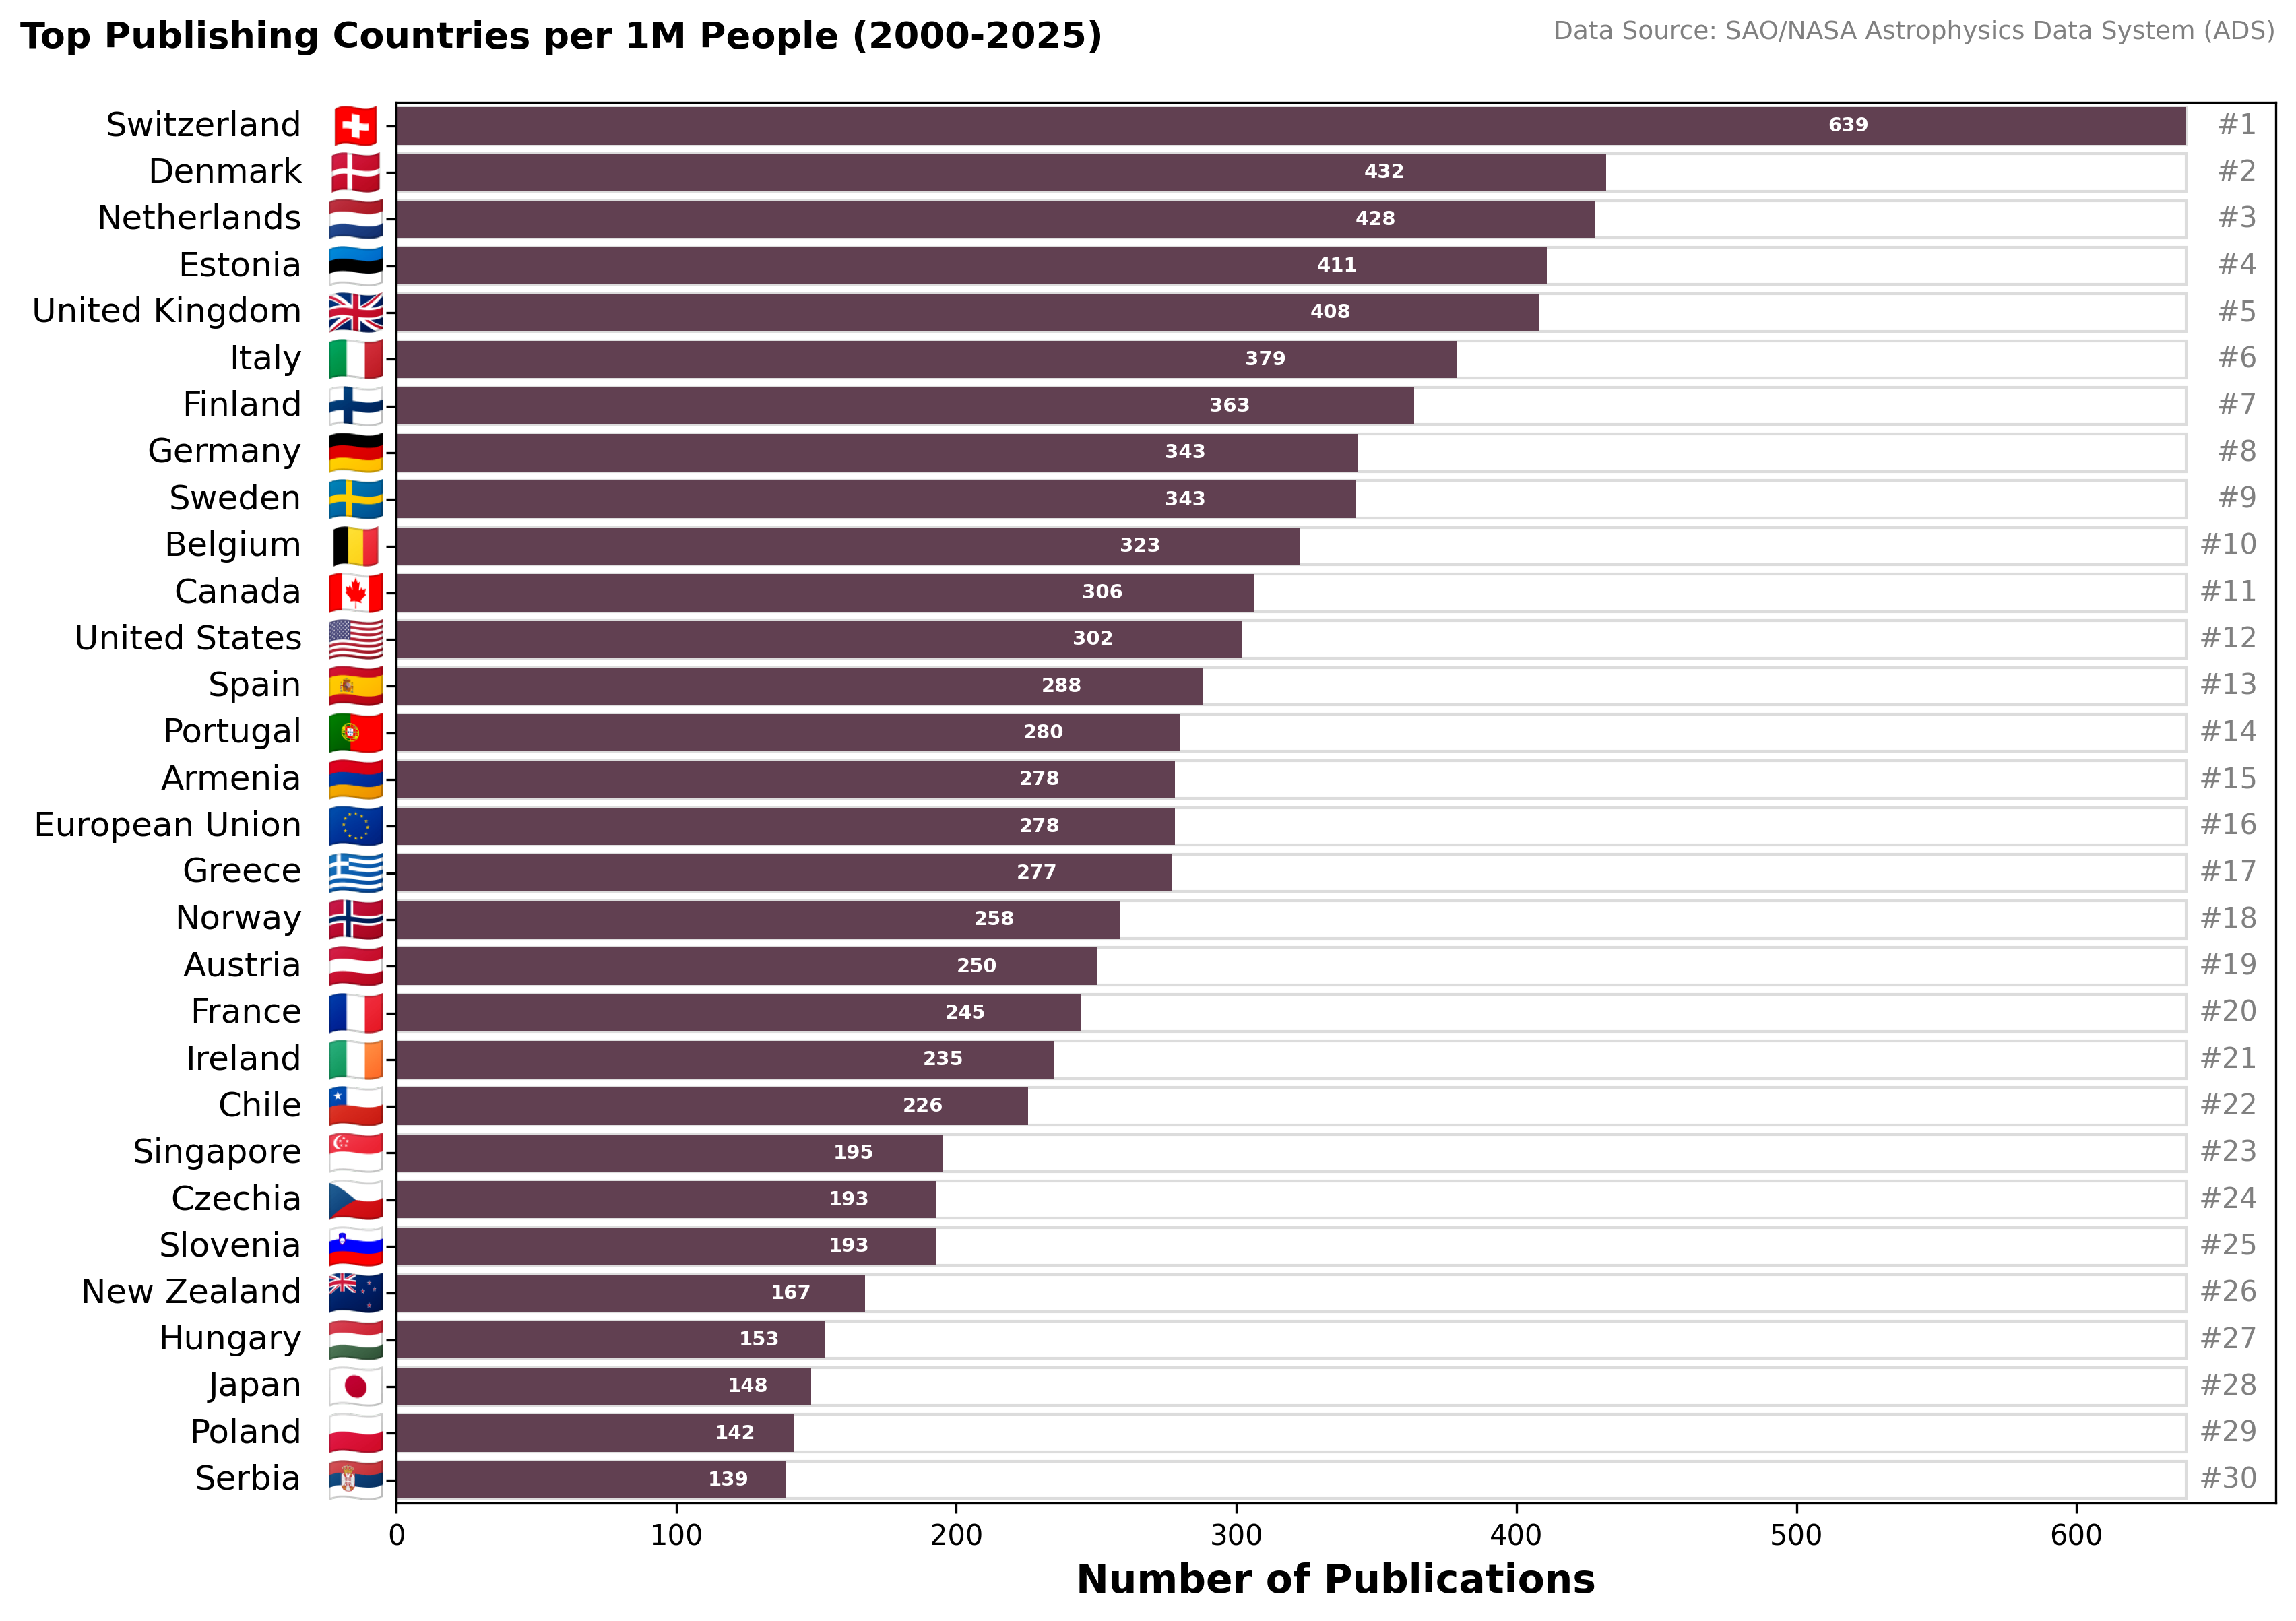 Top Publishing Countries per 1M People (2000-2025)
Data Source: SAO/NASA Astrophysics Data System (ADS)
Switzerland 639 #1
Denmark 432 #2
Netherlands 428 #3
Estonia 411 #4
United Kingdom 408 #5
Italy 379 #6
Finland 363 #7
Germany 343 #8
Sweden 343 #9
Belgium 323 #10
Canada 306 #11
United States 302 #12
Spain 288 #13
Portugal 280 #14
Armenia 278 #15
European Union 278 #16
Greece 277 #17
Norway 258 #18
Austria 250 #19
France 245 #20
Ireland 235 #21
Chile 226 #22
Singapore 195 #23
Czechia 193 #24
Slovenia 193 #25
New Zealand 167 #26
Hungary 153 #27
Japan 148 #28
Poland 142 #29
Serbia 139 #30
0 100 200 300 400 500 600
Number of Publications